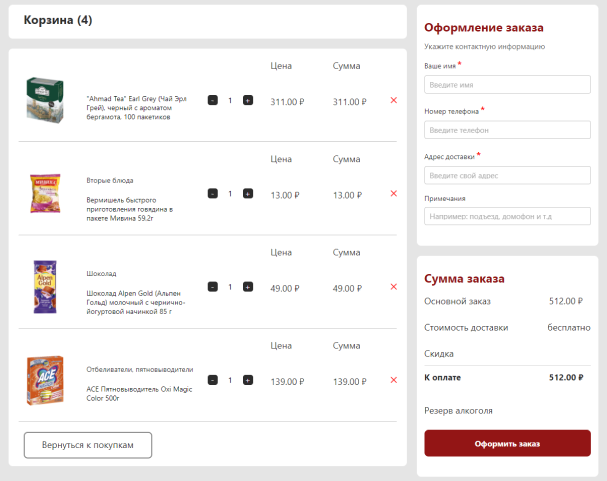 Корзина (4)
Цена Сумма
"Ahmad Tea" Earl Grey (Чай Эрл
Грей), черный с ароматом
бергамота, 100 пакетиков
- 1 + 311.00 ₽ 311.00 ₽ ×
Цена Сумма
Вторые блюда
Вермишель быстрого
приготовления говядина в
пакете Мивина 59.2г
- 1 + 13.00 ₽ 13.00 ₽ ×
Цена Сумма
Alpen
Gold
Шоколад
Шоколад Alpen Gold (Альпен
Гольд) молочный с чернично-
йогуртовой начинкой 85 г
- 1 + 49.00 ₽ 49.00 ₽ ×
Цена Сумма
ACE
Отбеливатели, пятновыводители
ACE Пятновыводитель Oxi Magic
Color 500г
- 1 + 139.00 ₽ 139.00 ₽ ×
Вернуться к покупкам
Оформление заказа
Укажите контактную информацию
Ваше имя *
Введите имя
Номер телефона *
Введите телефон
Адрес доставки *
Введите свой адрес
Примечания
Например: подъезд, домофон и т.д
Сумма заказа
Основной заказ 512.00 ₽
Стоимость доставки бесплатно
Скидка
К оплате 512.00 ₽
Резерв алкоголя
Оформить заказ